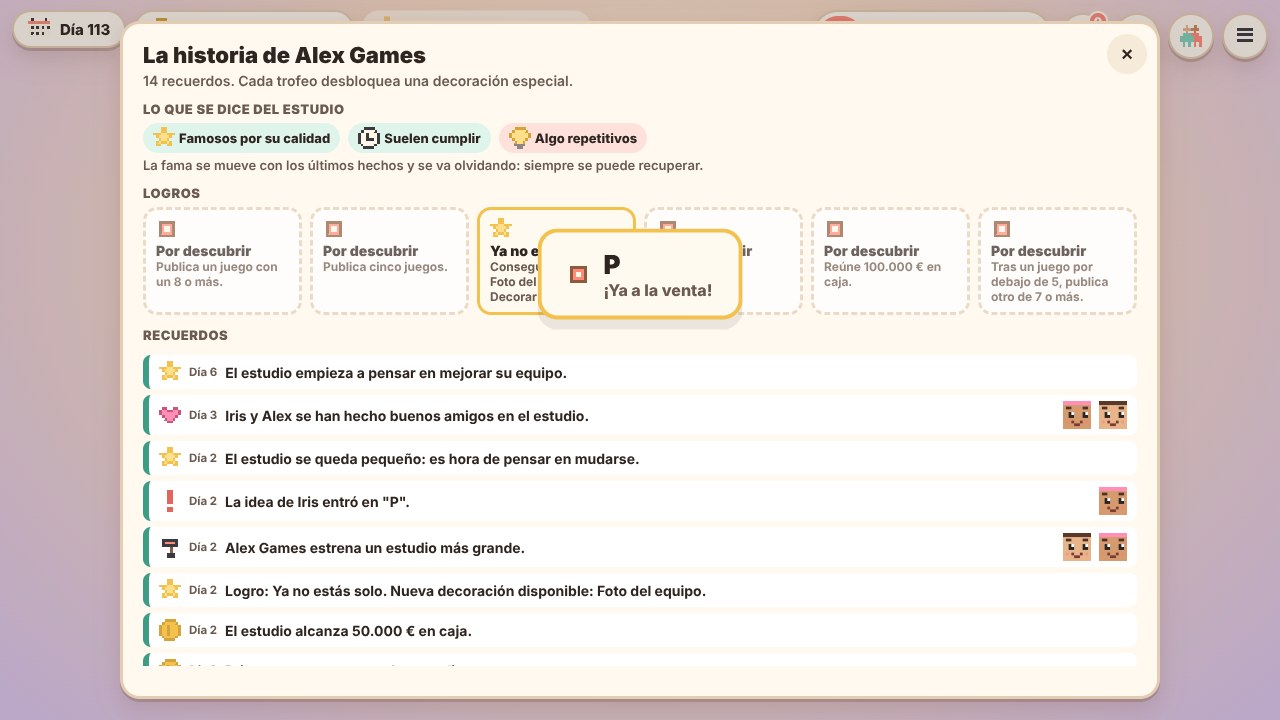 Día 113
La historia de Alex Games
14 recuerdos. Cada trofeo desbloquea una decoración especial.
LO QUE SE DICE DEL ESTUDIO
Famosos por su calidad
Suelen cumplir
Algo repetitivos
La fama se mueve con los últimos hechos y se va olvidando: siempre se puede recuperar.
LOGROS
Por descubrir
Publica un juego con
un 8 o más.
Por descubrir
Publica cinco juegos.
Ya no e
Consegu
Foto del
Decorar
P
¡Ya a la venta!
ir
Por descubrir
Reúne 100.000 € en
caja.
Por descubrir
Tras un juego por
debajo de 5, publica
otro de 7 o más.
RECUERDOS
Día 6 El estudio empieza a pensar en mejorar su equipo.
Día 3 Iris y Alex se han hecho buenos amigos en el estudio.
Día 2 El estudio se queda pequeño: es hora de pensar en mudarse.
Día 2 La idea de Iris entró en "P".
Día 2 Alex Games estrena un estudio más grande.
Día 2 Logro: Ya no estás solo. Nueva decoración disponible: Foto del equipo.
Día 2 El estudio alcanza 50.000 € en caja.